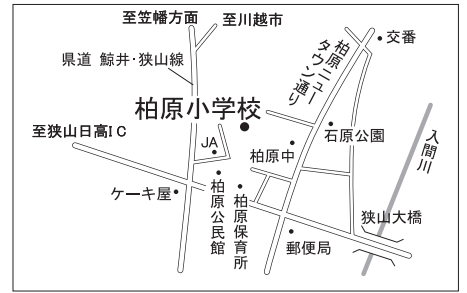 至笠幡方面
至川越市
交番
県道 鯨井・狭山線
柏原ニュー
タウン通り
柏原小学校
石原公園
至狭山日高IC
JA
柏原中
入間川
ケーキ屋
柏原公民館
柏原保育所
狭山大橋
郵便局